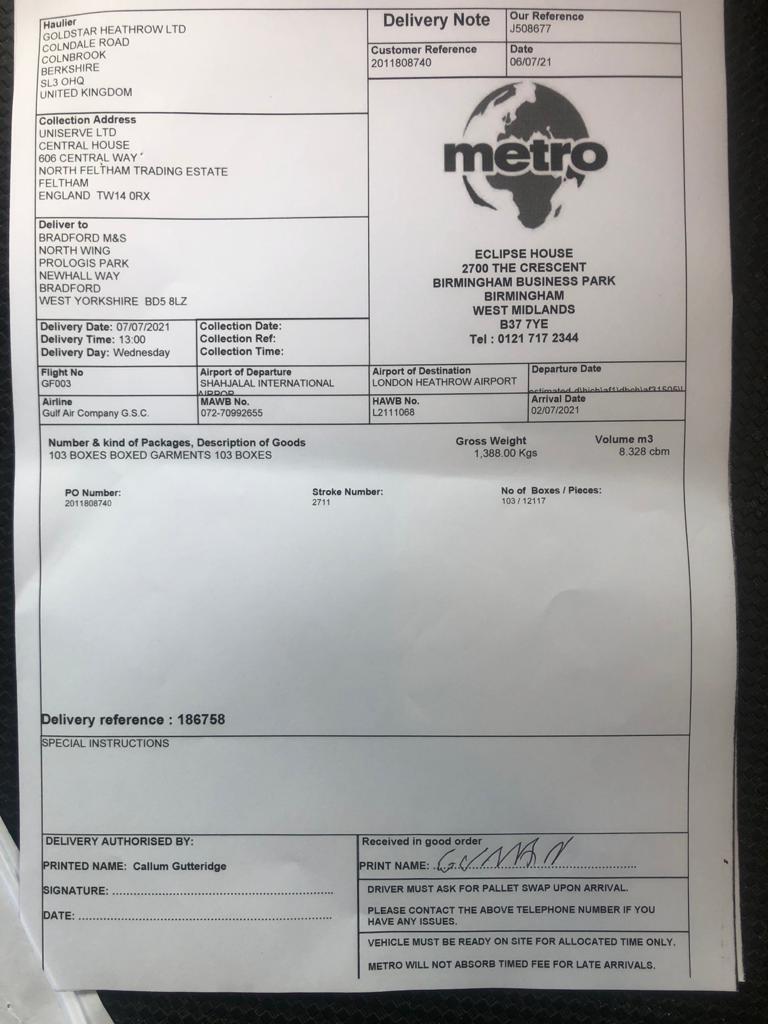 Haulier
GOLDSTAR HEATHROW LTD
COLNDALE ROAD
COLNBROOK
BERKSHIRE
SL3 OHQ
UNITED KINGDOM
Delivery Note
Our Reference
J508677
Customer Reference
2011808740
Date
06/07/21
Collection Address
UNISERVE LTD
CENTRAL HOUSE
606 CENTRAL WAY
NORTH FELTHAM TRADING ESTATE
FELTHAM
ENGLAND TW14 0RX
metro
Deliver to
BRADFORD M&S
NORTH WING
PROLOGIS PARK
NEWHALL WAY
BRADFORD
WEST YORKSHIRE BD5 8LZ
ECLIPSE HOUSE
2700 THE CRESCENT
BIRMINGHAM BUSINESS PARK
BIRMINGHAM
WEST MIDLANDS
B37 7YE
Tel : 0121 717 2344
Delivery Date: 07/07/2021
Delivery Time: 13:00
Delivery Day: Wednesday
Collection Date:
Collection Ref:
Collection Time:
Flight No
GF003
Airport of Departure
SHAHJALAL INTERNATIONAL
Airport of Destination
LONDON HEATHROW AIRPORT
Departure Date
Airline
Gulf Air Company G.S.C.
MAWB No.
072-70992655
HAWB No.
L2111068
Arrival Date
02/07/2021
Number & kind of Packages, Description of Goods
103 BOXES BOXED GARMENTS 103 BOXES
Gross Weight
1,388.00 Kgs
Volume m3
8.328 cbm
PO Number:
2011808740
Stroke Number:
2711
No of Boxes / Pieces:
103 / 12117
Delivery reference : 186758
SPECIAL INSTRUCTIONS
DELIVERY AUTHORISED BY:
PRINTED NAME: Callum Gutteridge
SIGNATURE:
DATE:
Received in good order
PRINT NAME:
DRIVER MUST ASK FOR PALLET SWAP UPON ARRIVAL.
PLEASE CONTACT THE ABOVE TELEPHONE NUMBER IF YOU
HAVE ANY ISSUES.
VEHICLE MUST BE READY ON SITE FOR ALLOCATED TIME ONLY.
METRO WILL NOT ABSORB TIMED FEE FOR LATE ARRIVALS.